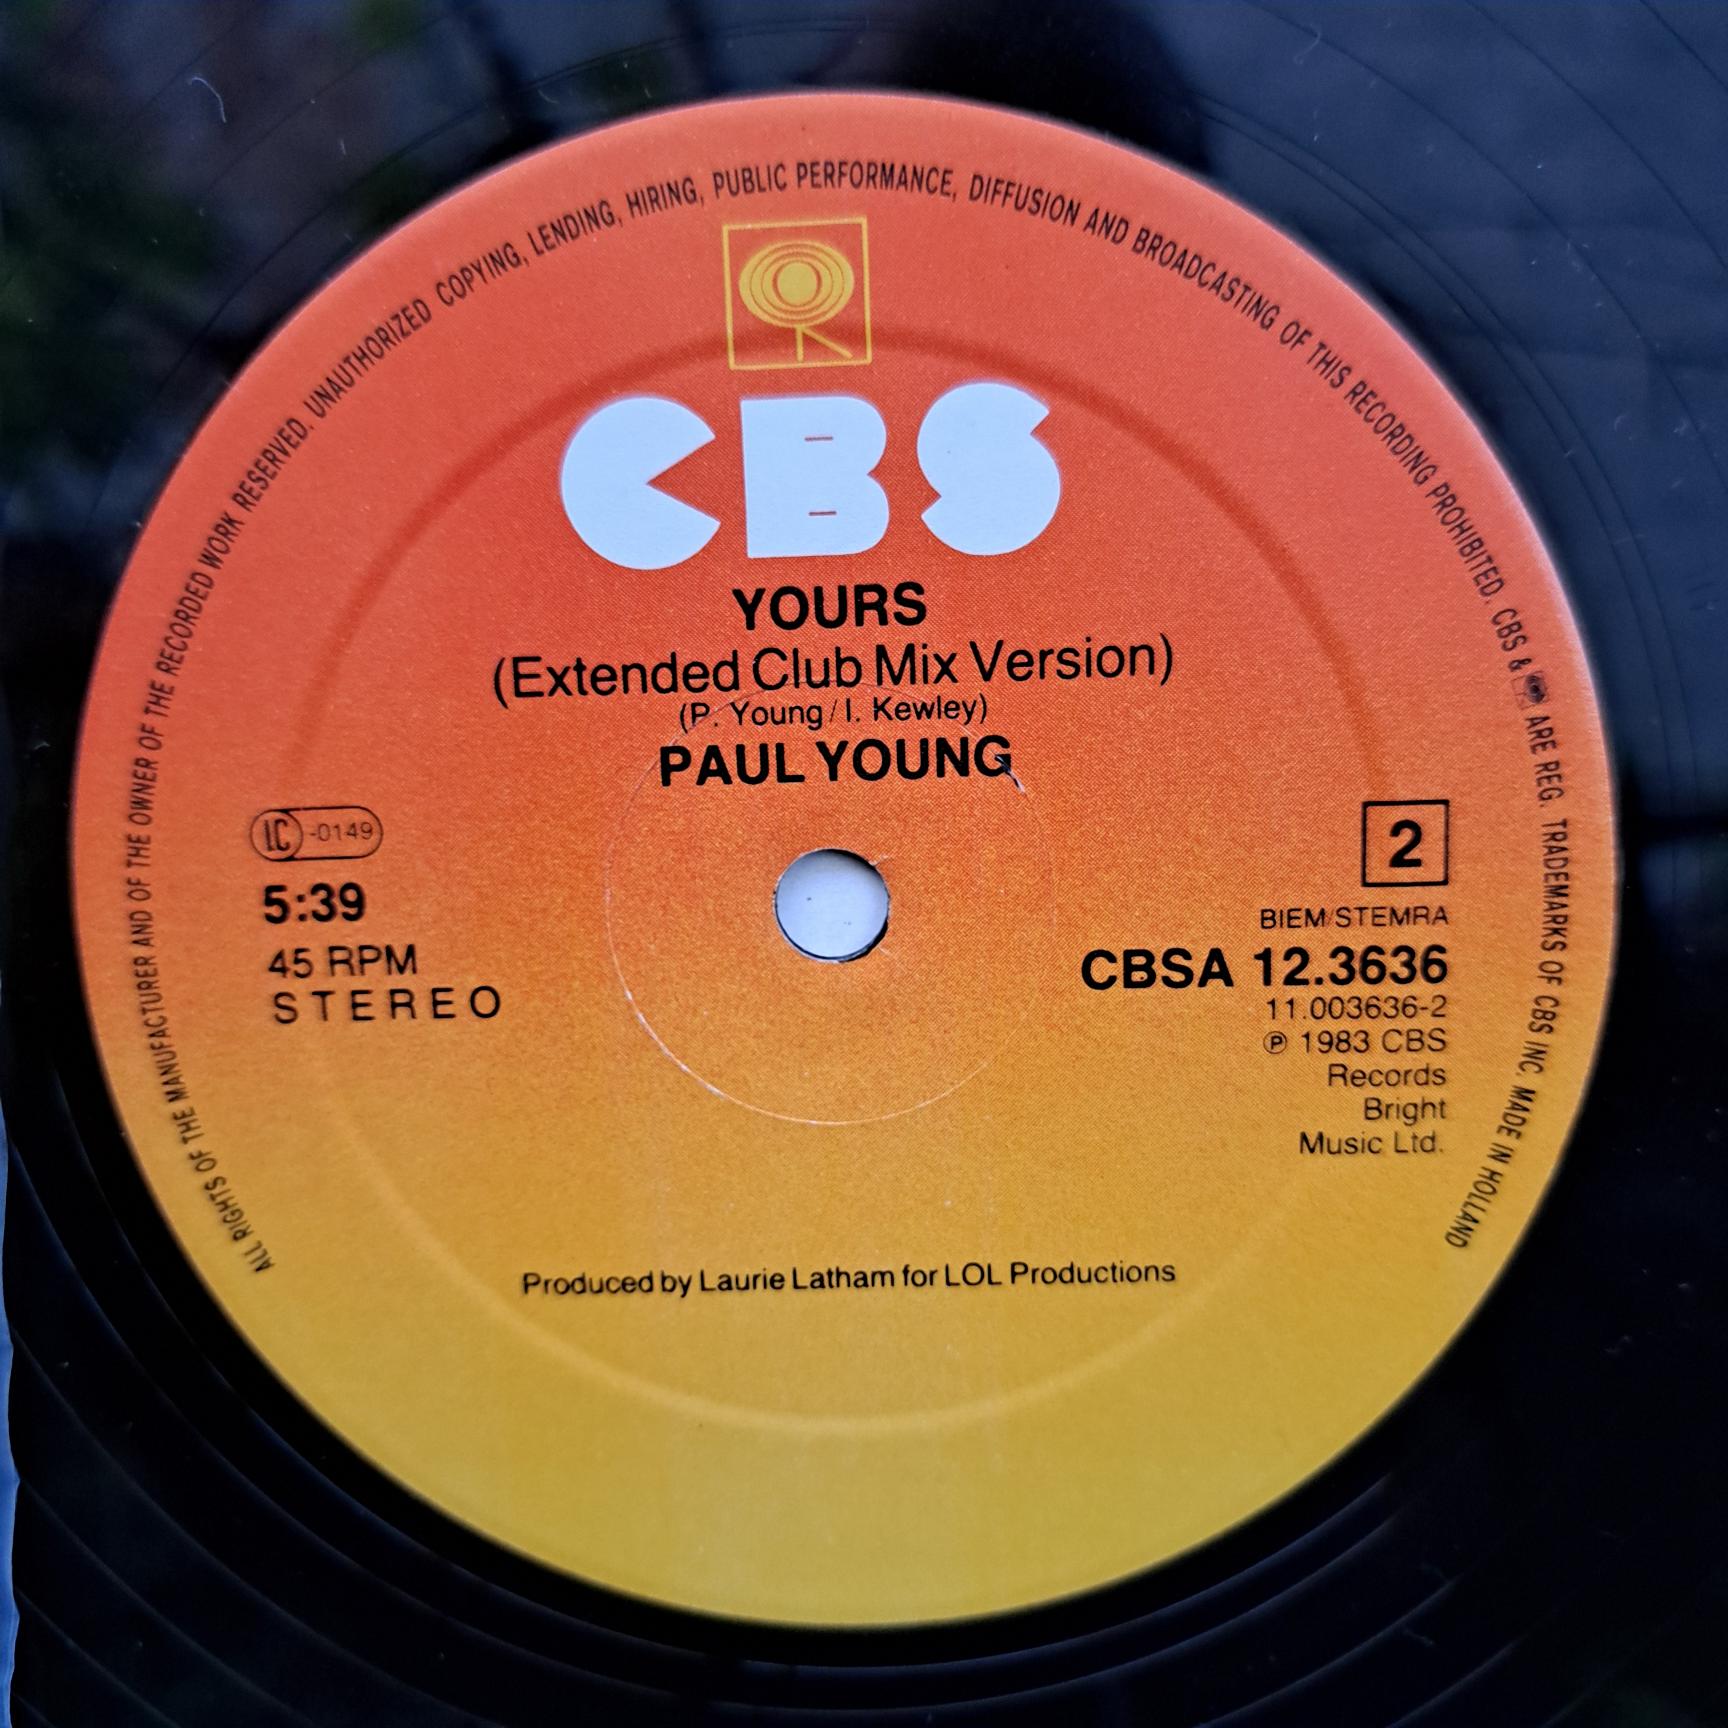 ALL RIGHTS OF THE MANUFACTURER AND OF THE OWNER OF THE RECORDED WORK RESERVED. UNAUTHORIZED COPYING, LENDING, HIRING, PUBLIC PERFORMANCE, DIFFUSION AND BROADCASTING OF THIS RECORDING PROHIBITED. CBS & ARE REG. TRADEMARKS OF CBS INC. MADE IN HOLLAND
CBS
YOURS
(Extended Club Mix Version)
(P. Young/I. Kewley)
PAUL YOUNG
LC-0149
5:39
45 RPM
STEREO
2
BIEM/STEMRA
CBSA 12.3636
11.003636-2
℗ 1983 CBS
Records
Bright
Music Ltd.
Produced by Laurie Latham for LOL Productions